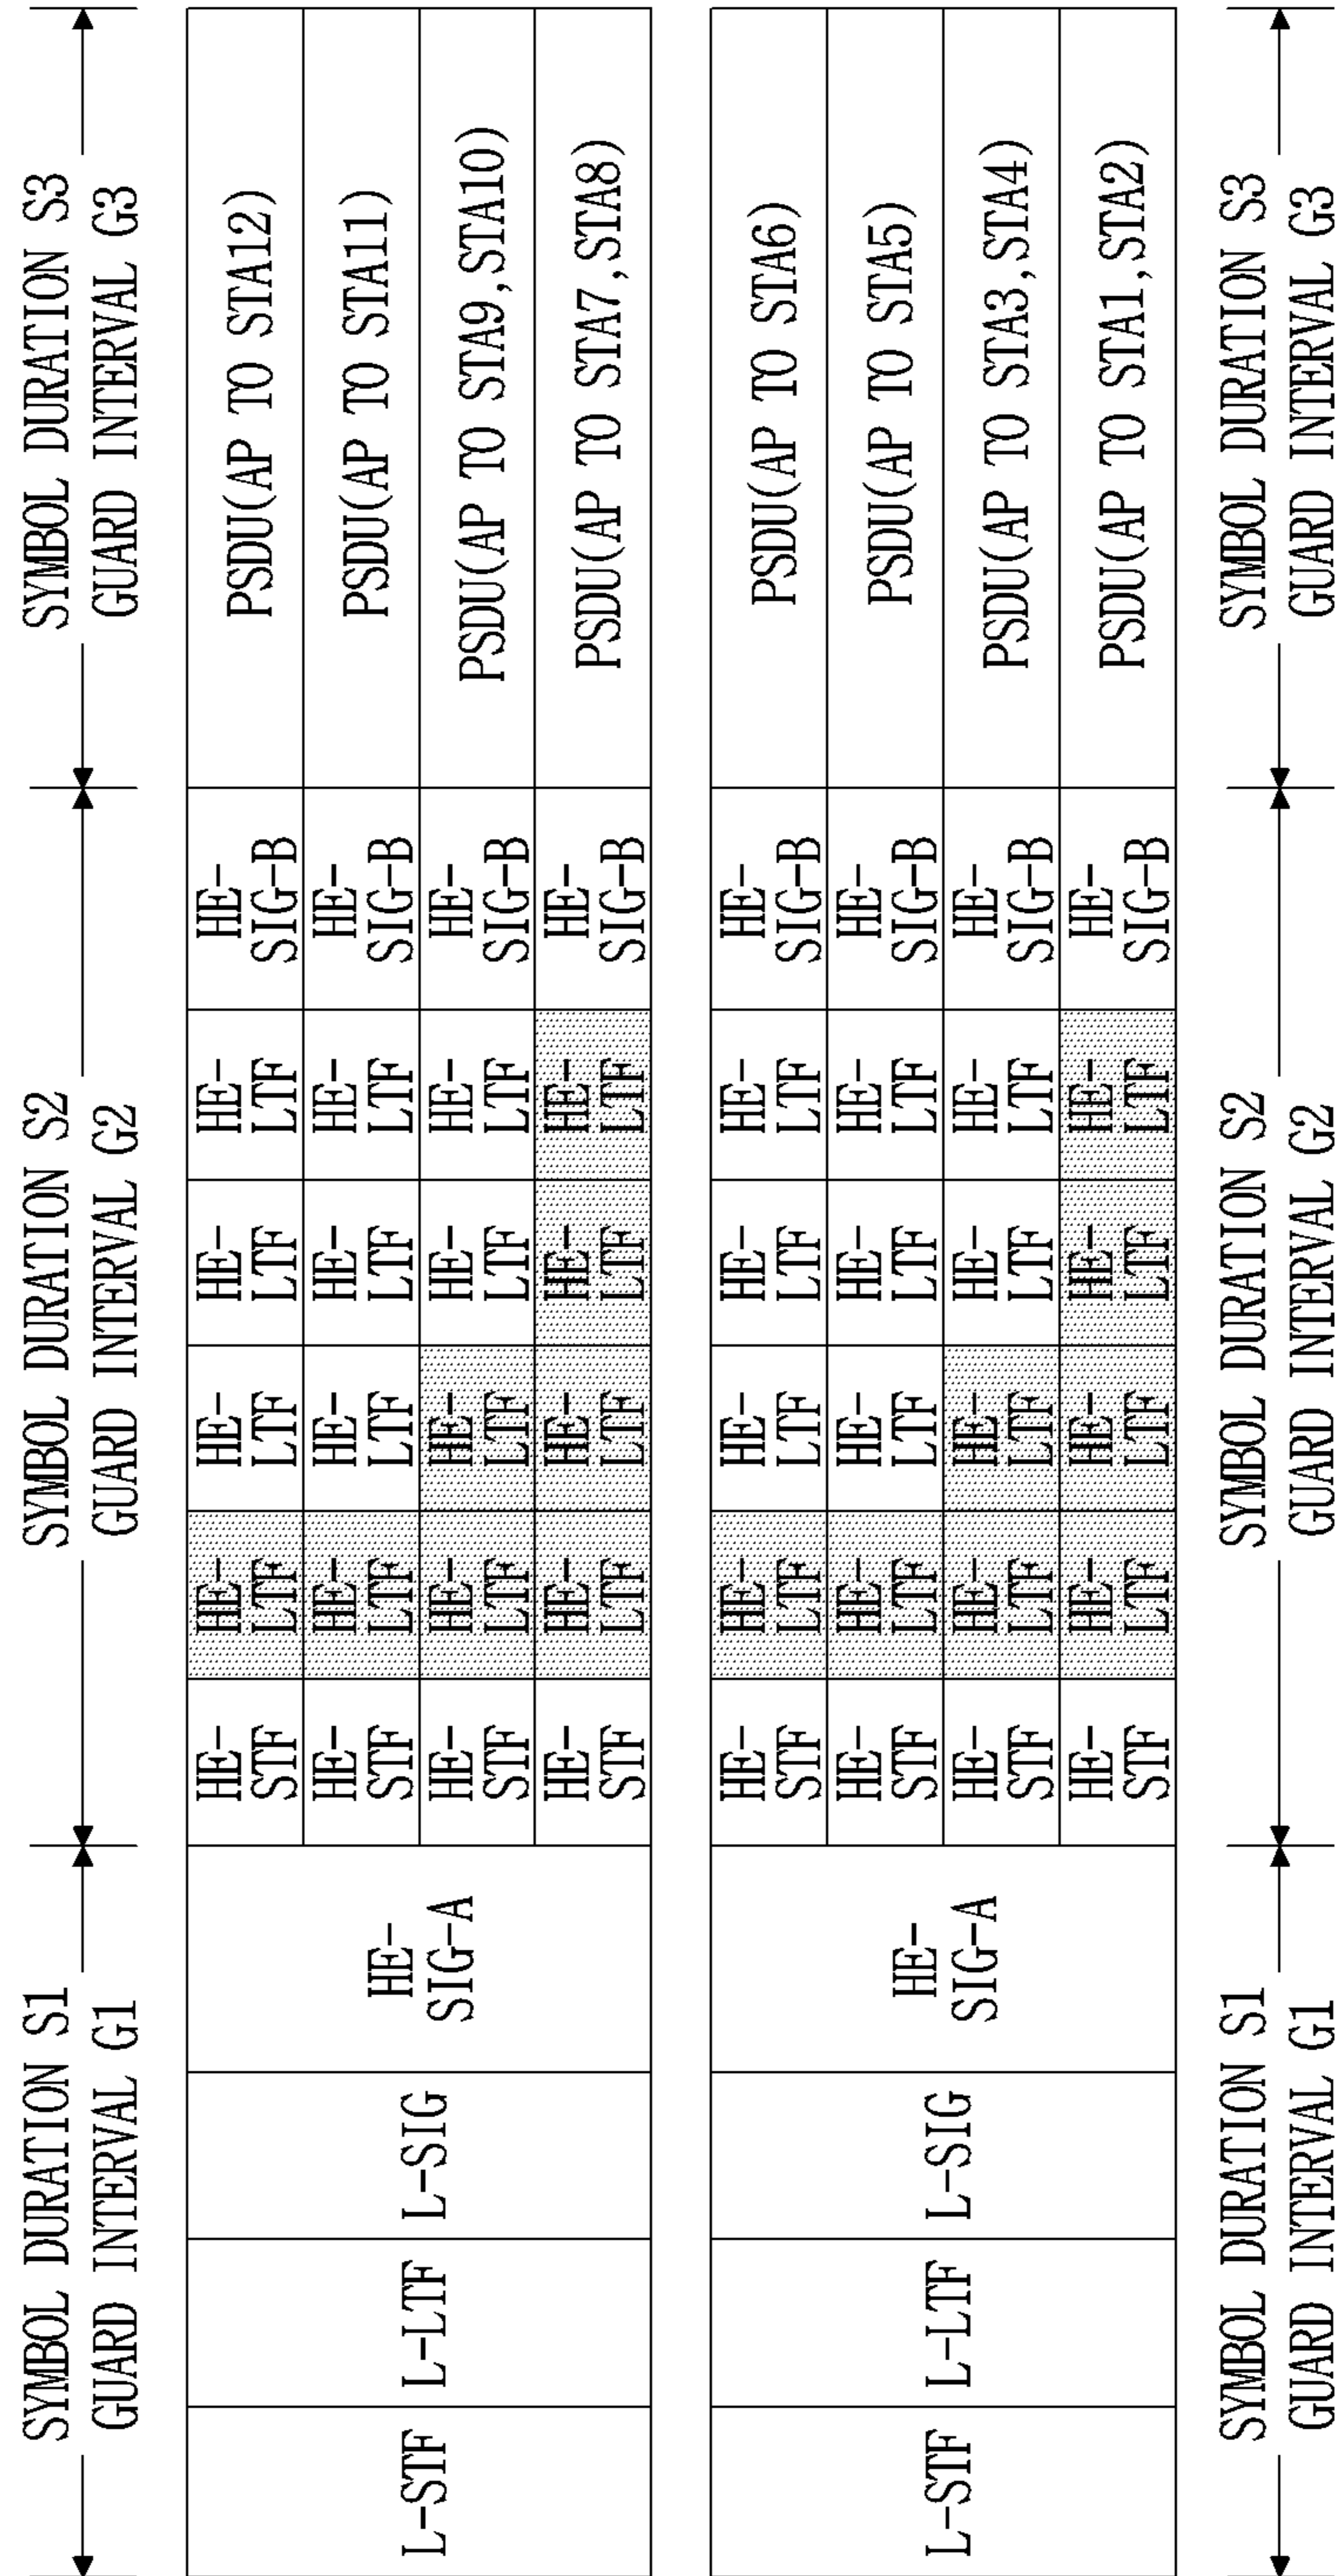 SYMBOL DURATION S1 SYMBOL DURATION S2 SYMBOL DURATION S3
GUARD INTERVAL G1 GUARD INTERVAL G2 GUARD INTERVAL G3
L-STF L-LTF L-SIG
HE-
SIG-A
HE- HE- HE- HE- HE- HE-
STF LTF LTF LTF LTF SIG-B
PSDU(AP TO STA12)
HE- HE- HE- HE- HE- HE-
STF LTF LTF LTF LTF SIG-B
PSDU(AP TO STA11)
HE- HE- HE- HE- HE- HE-
STF LTF LTF LTF LTF SIG-B
PSDU(AP TO STA9,STA10)
HE- HE- HE- HE- HE- HE-
STF LTF LTF LTF LTF SIG-B
PSDU(AP TO STA7,STA8)
L-STF L-LTF L-SIG
HE-
SIG-A
HE- HE- HE- HE- HE- HE-
STF LTF LTF LTF LTF SIG-B
PSDU(AP TO STA6)
HE- HE- HE- HE- HE- HE-
STF LTF LTF LTF LTF SIG-B
PSDU(AP TO STA5)
HE- HE- HE- HE- HE- HE-
STF LTF LTF LTF LTF SIG-B
PSDU(AP TO STA3,STA4)
HE- HE- HE- HE- HE- HE-
STF LTF LTF LTF LTF SIG-B
PSDU(AP TO STA1,STA2)
SYMBOL DURATION S1 SYMBOL DURATION S2 SYMBOL DURATION S3
GUARD INTERVAL G1 GUARD INTERVAL G2 GUARD INTERVAL G3